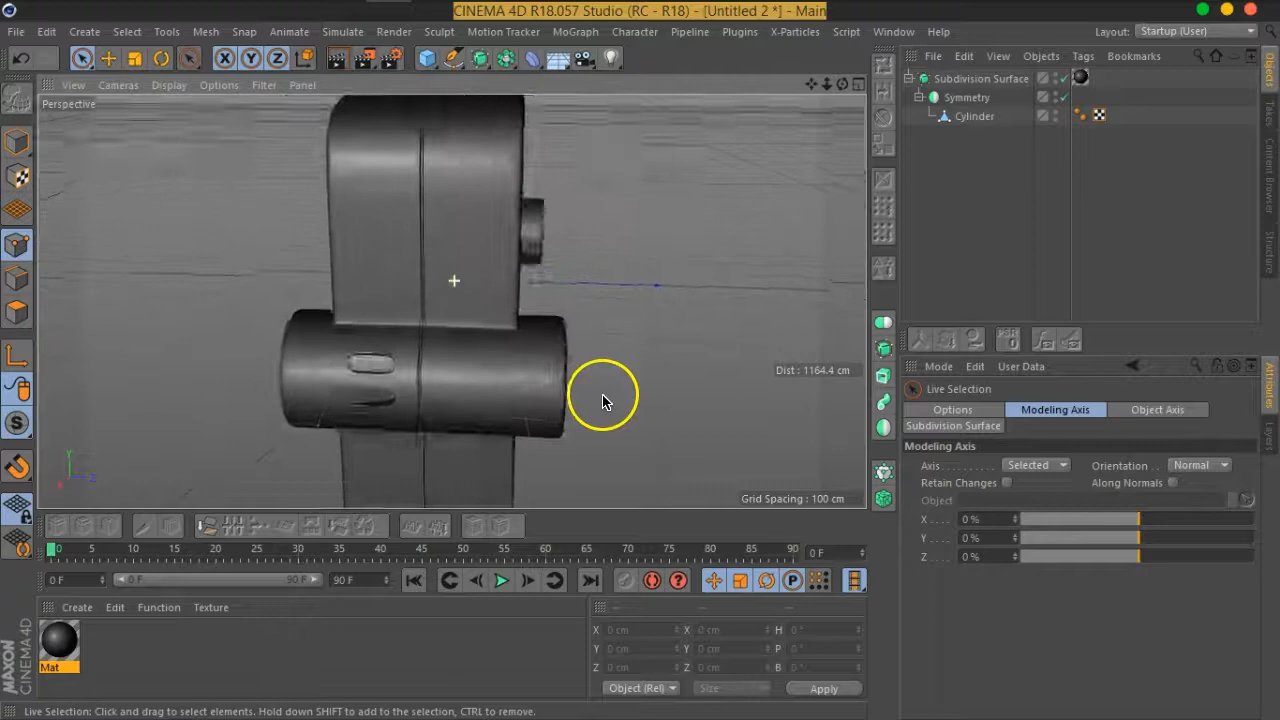 CINEMA 4D R18.057 Studio (RC - R18) - [Untitled 2 *] - Main
File Edit Create Select Tools Mesh Snap Animate Simulate Render Sculpt Motion Tracker MoGraph Character Pipeline Plugins X-Particles Script Window Help Layout: Startup (User)
X Y Z
File Edit View Objects Tags Bookmarks
View Cameras Display Options Filter Panel
Perspective
Subdivision Surface
Symmetry
Cylinder
Objects
Takes
Content Browser
Structure
PSR
Mode Edit User Data
Live Selection
Options Modeling Axis Object Axis
Subdivision Surface
Modeling Axis
Axis Selected Orientation Normal
Retain Changes Along Normals
Object
X 0 %
Y 0 %
Z 0 %
Attributes
Layers
Dist : 1164.4 cm
Y
Z
X
Grid Spacing : 100 cm
0 5 10 15 20 25 30 35 40 45 50 55 60 65 70 75 80 85 90 0 F
0 F 0 F 90 F 90 F
P
Create Edit Function Texture
Mat
X 0 cm X 0 cm H 0 °
Y 0 cm Y 0 cm P 0 °
Z 0 cm Z 0 cm B 0 °
Object (Rel) Size Apply
MAXON CINEMA 4D
Live Selection: Click and drag to select elements. Hold down SHIFT to add to the selection, CTRL to remove.